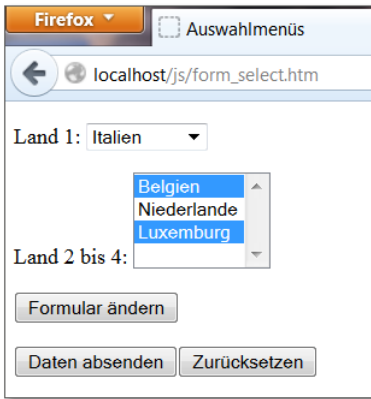 Firefox
Auswahlmenüs
localhost/js/form_select.htm
Land 1: Italien
Belgien
Niederlande
Luxemburg
Land 2 bis 4:
Formular ändern
Daten absenden Zurücksetzen